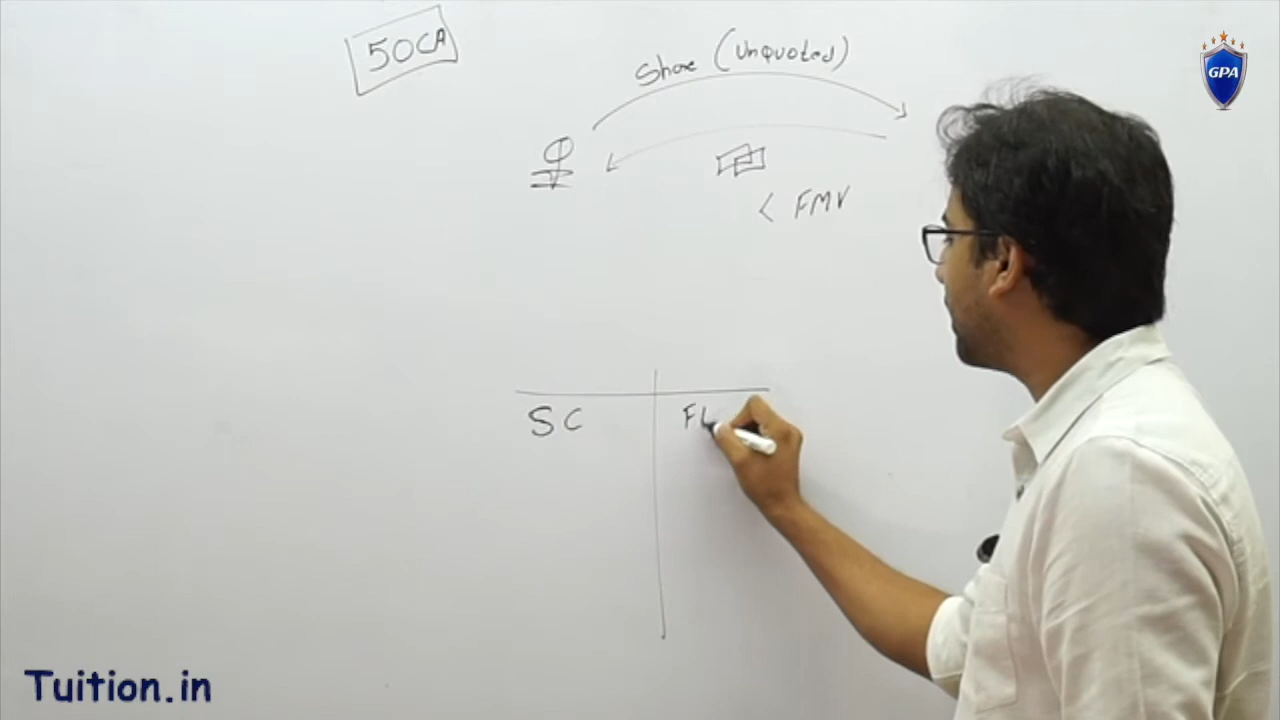 50CA
Share (Unquoted)
GPA
< FMV
SC
F
Tuition.in